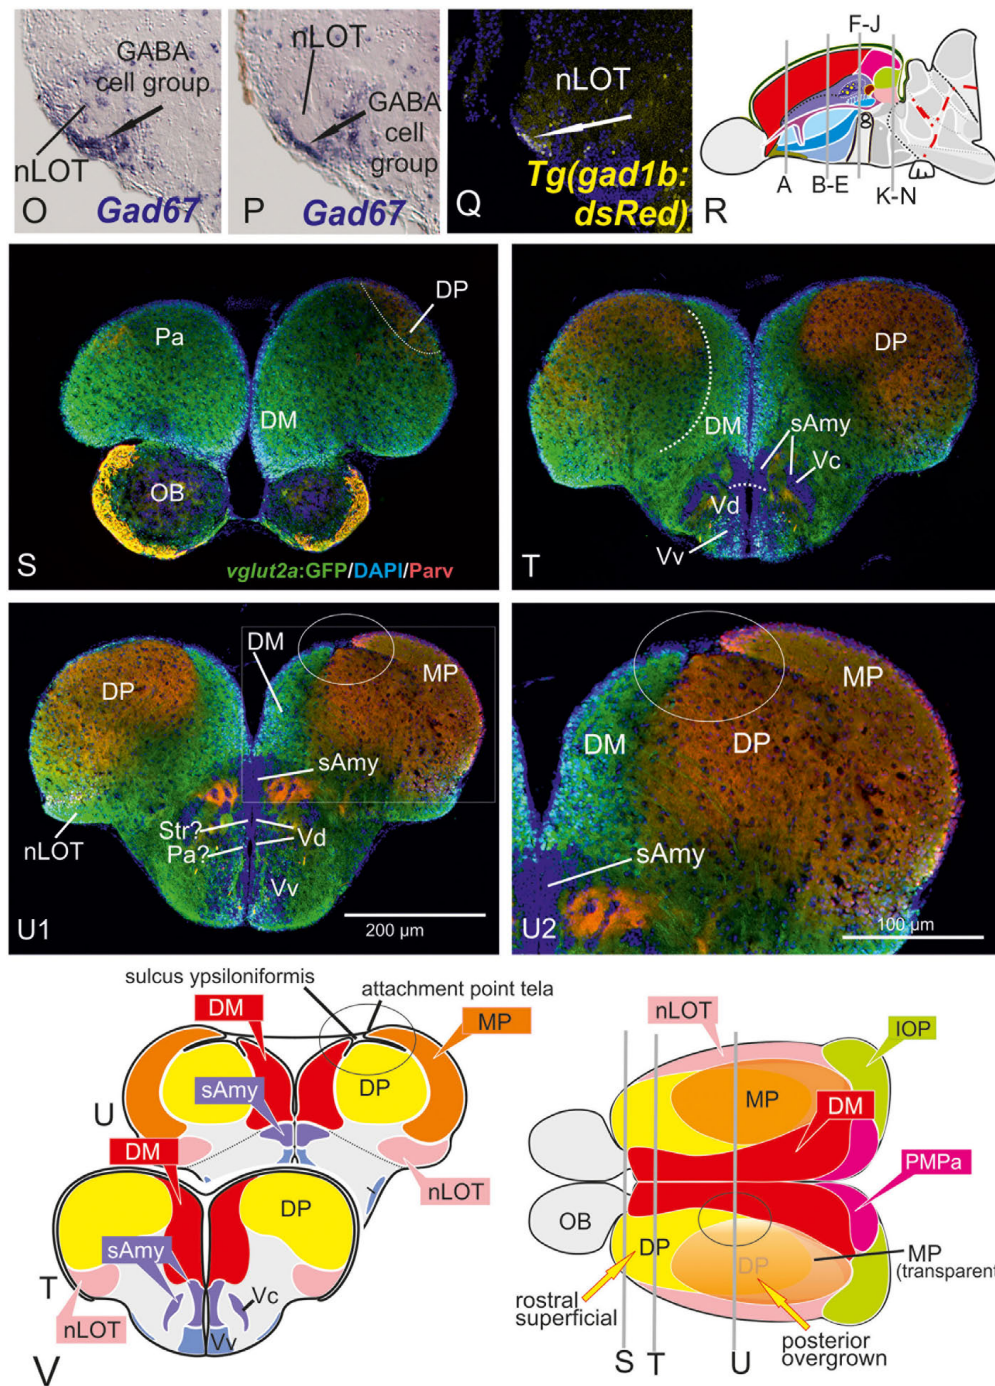 GABA
cell group
nLOT
O
Gad67
nLOT
GABA
cell
group
P
Gad67
nLOT
Q
Tg(gad1b:
dsRed)
F-J
A
B-E
K-N
R
DP
Pa
DM
OB
S
vglut2a:GFP/DAPI/Parv
DP
DM
sAmy
Vc
Vd
Vv
T
DM
DP
MP
sAmy
nLOT
Str?
Vd
Pa?
Vv
U1
200 µm
MP
DM
DP
sAmy
U2
100 µm
sulcus ypsiloniformis
attachment point tela
DM
MP
sAmy
DP
U
DM
nLOT
DP
sAmy
T
Vc
nLOT
Vv
V
nLOT
IOP
MP
DM
PMPa
OB
DP
DP
MP
(transparent
rostral
superficial
posterior
overgrown
S
T
U